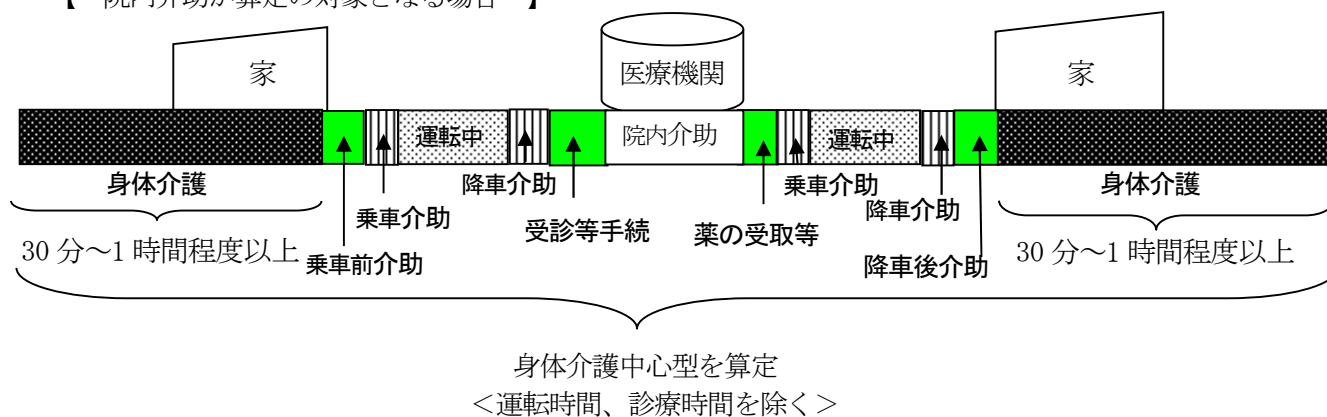 【 院内介助が算定の対象となる場合 】
家
医療機関
家
運転中
院内介助
運転中
身体介護
降車介助
乗車介助
身体介護
乗車介助
受診等手続
薬の受取等
降車介助
30 分～1 時間程度以上
乗車前介助
降車後介助
30 分～1 時間程度以上
身体介護中心型を算定
＜運転時間、診療時間を除く＞